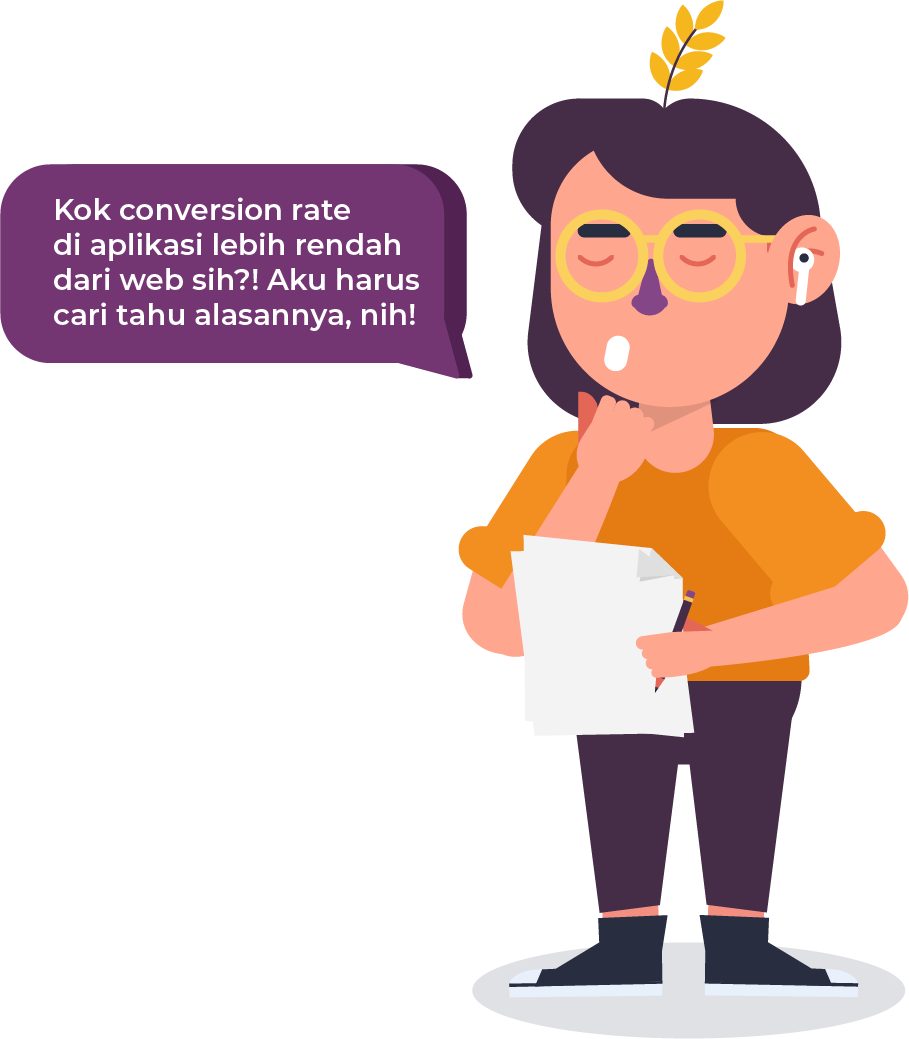 Kok conversion rate
di aplikasi lebih rendah
dari web sih?! Aku harus
cari tahu alasannya, nih!